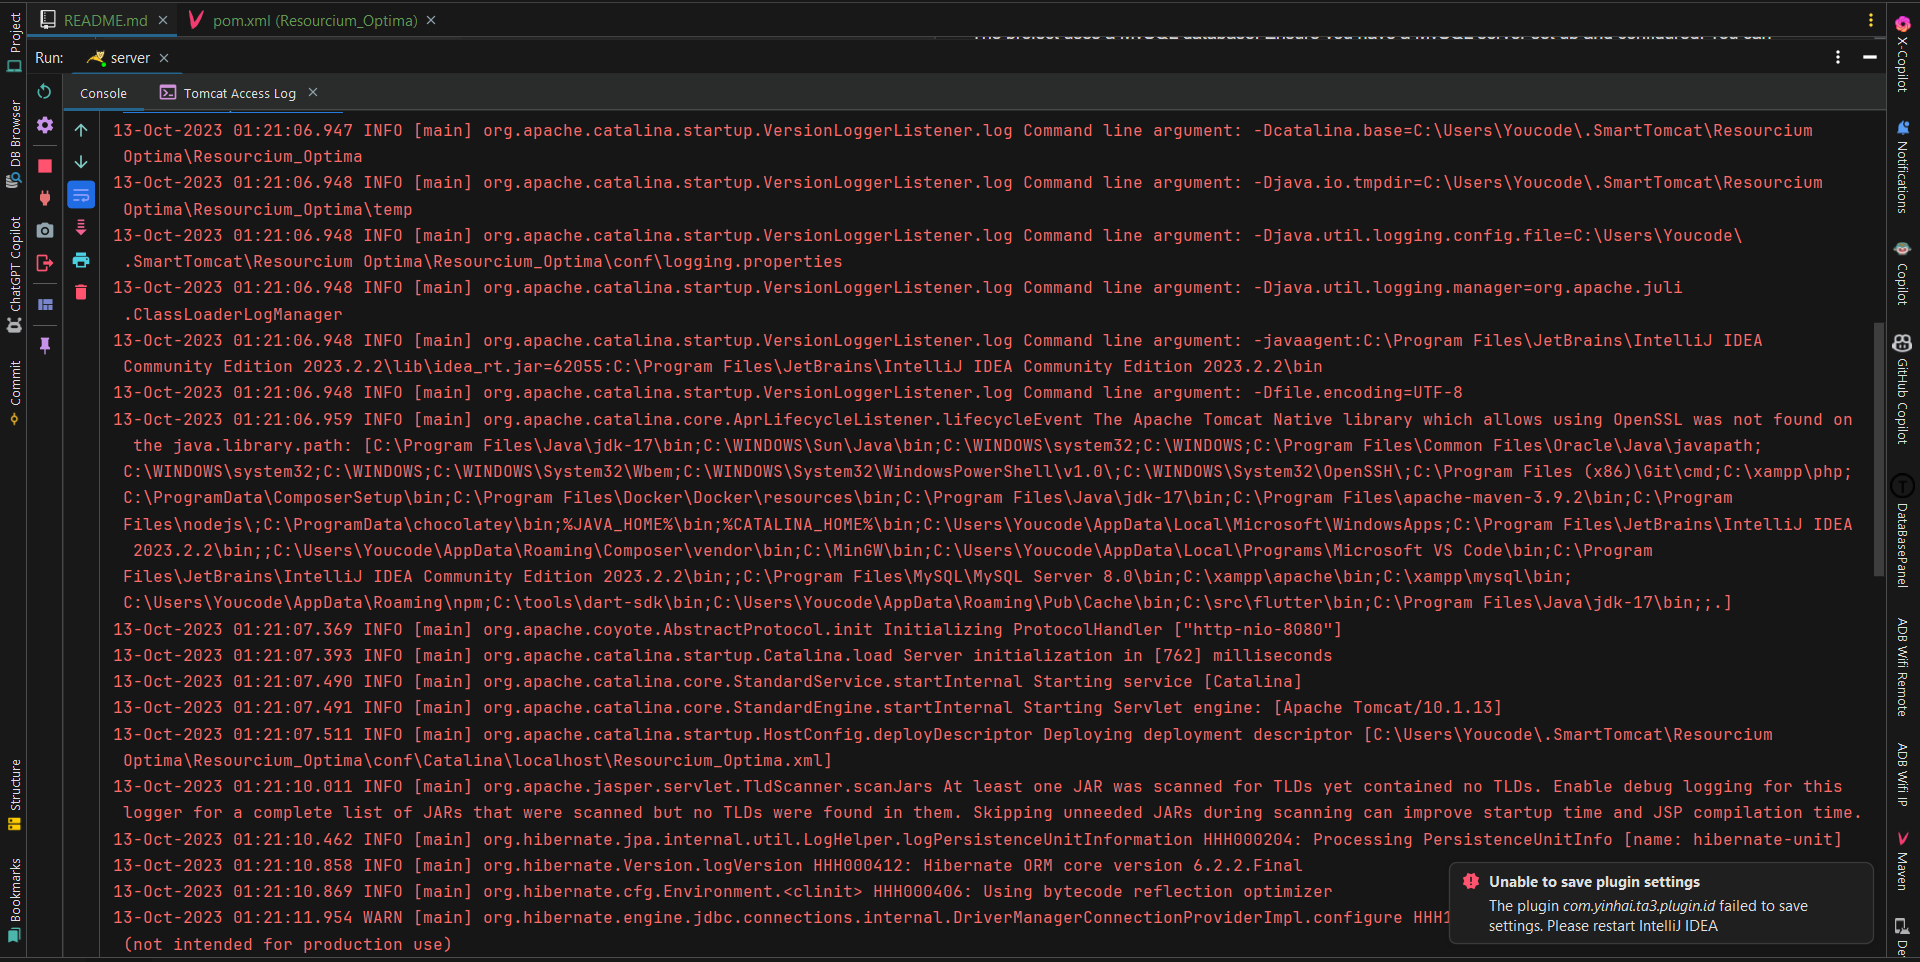 README.md
pom.xml (Resourcium_Optima)
Run:
server
Console
Tomcat Access Log
13-Oct-2023 01:21:06.947 INFO [main] org.apache.catalina.startup.VersionLoggerListener.log Command line argument: -Dcatalina.base=C:\Users\Youcode\.SmartTomcat\Resourcium
Optima\Resourcium_Optima
13-Oct-2023 01:21:06.948 INFO [main] org.apache.catalina.startup.VersionLoggerListener.log Command line argument: -Djava.io.tmpdir=C:\Users\Youcode\.SmartTomcat\Resourcium
Optima\Resourcium_Optima\temp
13-Oct-2023 01:21:06.948 INFO [main] org.apache.catalina.startup.VersionLoggerListener.log Command line argument: -Djava.util.logging.config.file=C:\Users\Youcode\
.SmartTomcat\Resourcium Optima\Resourcium_Optima\conf\logging.properties
13-Oct-2023 01:21:06.948 INFO [main] org.apache.catalina.startup.VersionLoggerListener.log Command line argument: -Djava.util.logging.manager=org.apache.juli
.ClassLoaderLogManager
13-Oct-2023 01:21:06.948 INFO [main] org.apache.catalina.startup.VersionLoggerListener.log Command line argument: -javaagent:C:\Program Files\JetBrains\IntelliJ IDEA
Community Edition 2023.2.2\lib\idea_rt.jar=62055:C:\Program Files\JetBrains\IntelliJ IDEA Community Edition 2023.2.2\bin
13-Oct-2023 01:21:06.948 INFO [main] org.apache.catalina.startup.VersionLoggerListener.log Command line argument: -Dfile.encoding=UTF-8
13-Oct-2023 01:21:06.959 INFO [main] org.apache.catalina.core.AprLifecycleListener.lifecycleEvent The Apache Tomcat Native library which allows using OpenSSL was not found on
the java.library.path: [C:\Program Files\Java\jdk-17\bin;C:\WINDOWS\Sun\Java\bin;C:\WINDOWS\system32;C:\WINDOWS;C:\Program Files\Common Files\Oracle\Java\javapath;
C:\WINDOWS\system32;C:\WINDOWS;C:\WINDOWS\System32\Wbem;C:\WINDOWS\System32\WindowsPowerShell\v1.0\;C:\WINDOWS\System32\OpenSSH\;C:\Program Files (x86)\Git\cmd;C:\xampp\php;
C:\ProgramData\ComposerSetup\bin;C:\Program Files\Docker\Docker\resources\bin;C:\Program Files\Java\jdk-17\bin;C:\Program Files\apache-maven-3.9.2\bin;C:\Program
Files\nodejs\;C:\ProgramData\chocolatey\bin;%JAVA_HOME%\bin;%CATALINA_HOME%\bin;C:\Users\Youcode\AppData\Local\Microsoft\WindowsApps;C:\Program Files\JetBrains\IntelliJ IDEA
2023.2.2\bin;;C:\Users\Youcode\AppData\Roaming\Composer\vendor\bin;C:\MinGW\bin;C:\Users\Youcode\AppData\Local\Programs\Microsoft VS Code\bin;C:\Program
Files\JetBrains\IntelliJ IDEA Community Edition 2023.2.2\bin;;C:\Program Files\MySQL\MySQL Server 8.0\bin;C:\xampp\apache\bin;C:\xampp\mysql\bin;
C:\Users\Youcode\AppData\Roaming\npm;C:\tools\dart-sdk\bin;C:\Users\Youcode\AppData\Roaming\Pub\Cache\bin;C:\src\flutter\bin;C:\Program Files\Java\jdk-17\bin;;.]
13-Oct-2023 01:21:07.369 INFO [main] org.apache.coyote.AbstractProtocol.init Initializing ProtocolHandler ["http-nio-8080"]
13-Oct-2023 01:21:07.393 INFO [main] org.apache.catalina.startup.Catalina.load Server initialization in [762] milliseconds
13-Oct-2023 01:21:07.490 INFO [main] org.apache.catalina.core.StandardService.startInternal Starting service [Catalina]
13-Oct-2023 01:21:07.491 INFO [main] org.apache.catalina.core.StandardEngine.startInternal Starting Servlet engine: [Apache Tomcat/10.1.13]
13-Oct-2023 01:21:07.511 INFO [main] org.apache.catalina.startup.HostConfig.deployDescriptor Deploying deployment descriptor [C:\Users\Youcode\.SmartTomcat\Resourcium
Optima\Resourcium_Optima\conf\Catalina\localhost\Resourcium_Optima.xml]
13-Oct-2023 01:21:10.011 INFO [main] org.apache.jasper.servlet.TldScanner.scanJars At least one JAR was scanned for TLDs yet contained no TLDs. Enable debug logging for this
logger for a complete list of JARs that were scanned but no TLDs were found in them. Skipping unneeded JARs during scanning can improve startup time and JSP compilation time.
13-Oct-2023 01:21:10.462 INFO [main] org.hibernate.jpa.internal.util.LogHelper.logPersistenceUnitInformation HHH000204: Processing PersistenceUnitInfo [name: hibernate-unit]
13-Oct-2023 01:21:10.858 INFO [main] org.hibernate.Version.logVersion HHH000412: Hibernate ORM core version 6.2.2.Final
13-Oct-2023 01:21:10.869 INFO [main] org.hibernate.cfg.Environment.<clinit> HHH000406: Using bytecode reflection optimizer
13-Oct-2023 01:21:11.954 WARN [main] org.hibernate.engine.jdbc.connections.internal.DriverManagerConnectionProviderImpl.configure
(not intended for production use)
Unable to save plugin settings
The plugin com.yinhai.ta3.plugin.id failed to save
settings. Please restart IntelliJ IDEA
Project
DB Browser
ChatGPT Copilot
Commit
Structure
Bookmarks
X-Copilot
Notifications
Copilot
GitHub Copilot
DataBasePanel
ADB Wifi Remote
ADB Wifi IP
Maven